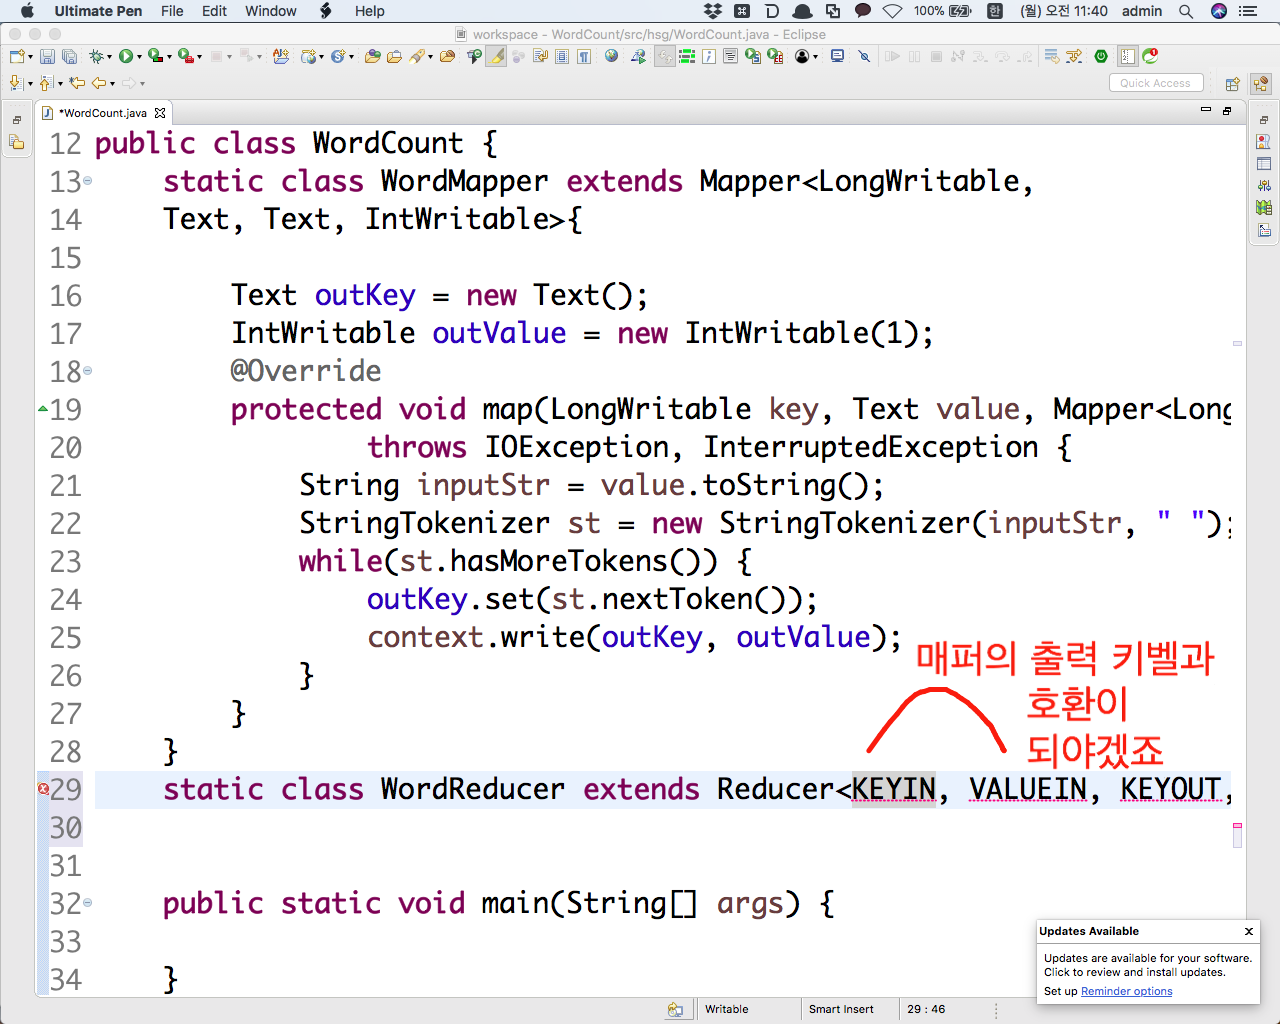 Ultimate Pen File Edit Window Help 100% 한 (월) 오전 11:40 admin
workspace - WordCount/src/hsg/WordCount.java - Eclipse
Quick Access
*WordCount.java
12 public class WordCount {
13 static class WordMapper extends Mapper<LongWritable,
14 Text, Text, IntWritable>{
15
16 Text outKey = new Text();
17 IntWritable outValue = new IntWritable(1);
18 @Override
19 protected void map(LongWritable key, Text value, Mapper<Long
20 throws IOException, InterruptedException {
21 String inputStr = value.toString();
22 StringTokenizer st = new StringTokenizer(inputStr, " ");
23 while(st.hasMoreTokens()) {
24 outKey.set(st.nextToken());
25 context.write(outKey, outValue);
26 }
27 }
28 }
매퍼의 출력 키벨과
호환이
되야겠죠
29 static class WordReducer extends Reducer<KEYIN, VALUEIN, KEYOUT,
30
31
32 public static void main(String[] args) {
33
34 }
Updates Available
Updates are available for your software.
Click to review and install updates.
Set up Reminder options
Writable Smart Insert 29 : 46